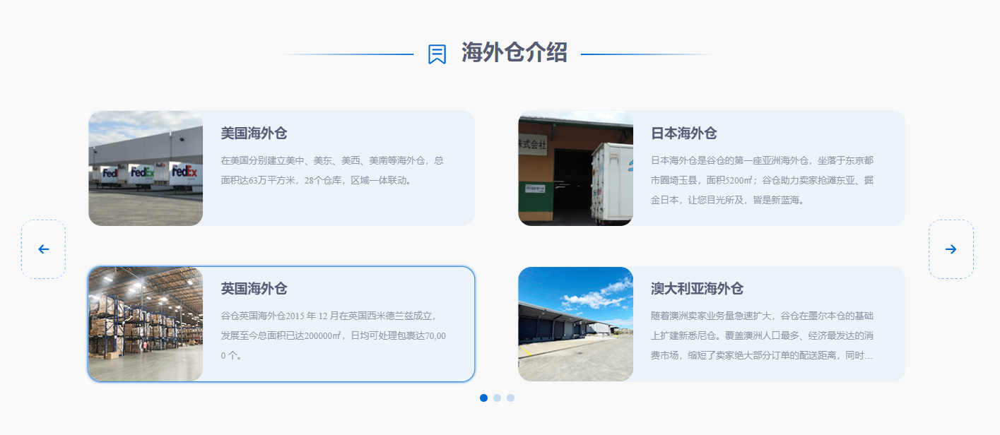 海外仓介绍
美国海外仓
在美国分别建立美中、美东、美西、美南等海外仓，总
面积达63万平方米，28个仓库，区域一体联动。
FedEx
FedEx
FedEx
日本海外仓
日本海外仓是谷仓的第一座亚洲海外仓，坐落于东京都
市圈埼玉县，面积5200㎡；谷仓助力卖家抢滩东亚、掘
金日本，让您目光所及，皆是新蓝海。
株式会社
英国海外仓
谷仓英国海外仓2015 年 12 月在英国西米德兰兹成立，
发展至今总面积已达200000㎡，日均可处理包裹达70,00
0 个。
澳大利亚海外仓
随着澳洲卖家业务量急速扩大，谷仓在墨尔本仓的基础
上扩建新悉尼仓。覆盖澳洲人口最多、经济最发达的消
费市场，缩短了卖家绝大部分订单的配送距离，同时...